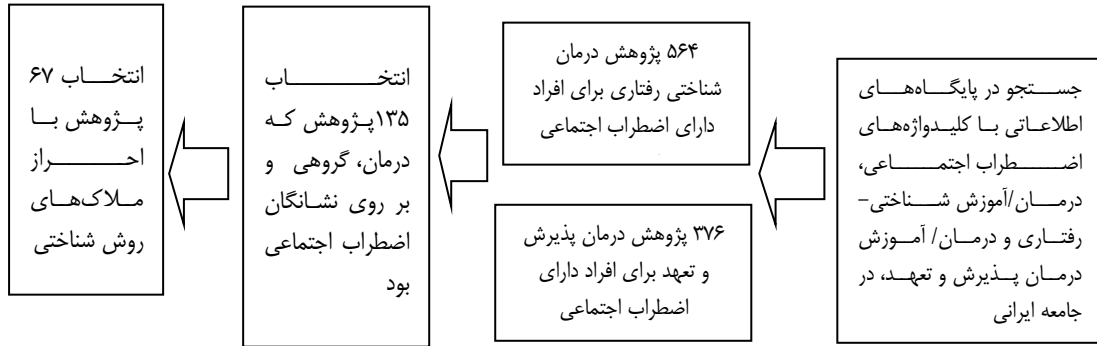 جستجو در پایگاه‌های
اطلاعاتی با کلیدواژه‌های
اضطراب اجتماعی،
درمان/آموزش شناختی-
رفتاری و درمان/ آموزش
درمان پذیرش و تعهد، در
جامعه ایرانی
۵۶۴ پژوهش درمان
شناختی رفتاری برای افراد
دارای اضطراب اجتماعی
۳۷۶ پژوهش درمان پذیرش
و تعهد برای افراد دارای
اضطراب اجتماعی
انتخاب
۱۳۵پژوهش که
درمان، گروهی و
بر روی نشانگان
اضطراب اجتماعی
بود
انتخاب ۶۷
پژوهش با
احراز
ملاک‌های
روش شناختی